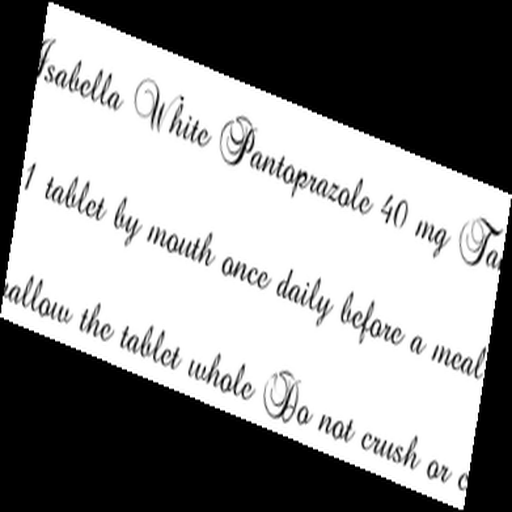 Isabella White Pantoprazole 40 mg
1 tablet by mouth once daily before a meal
the tablet whole Do not crush or